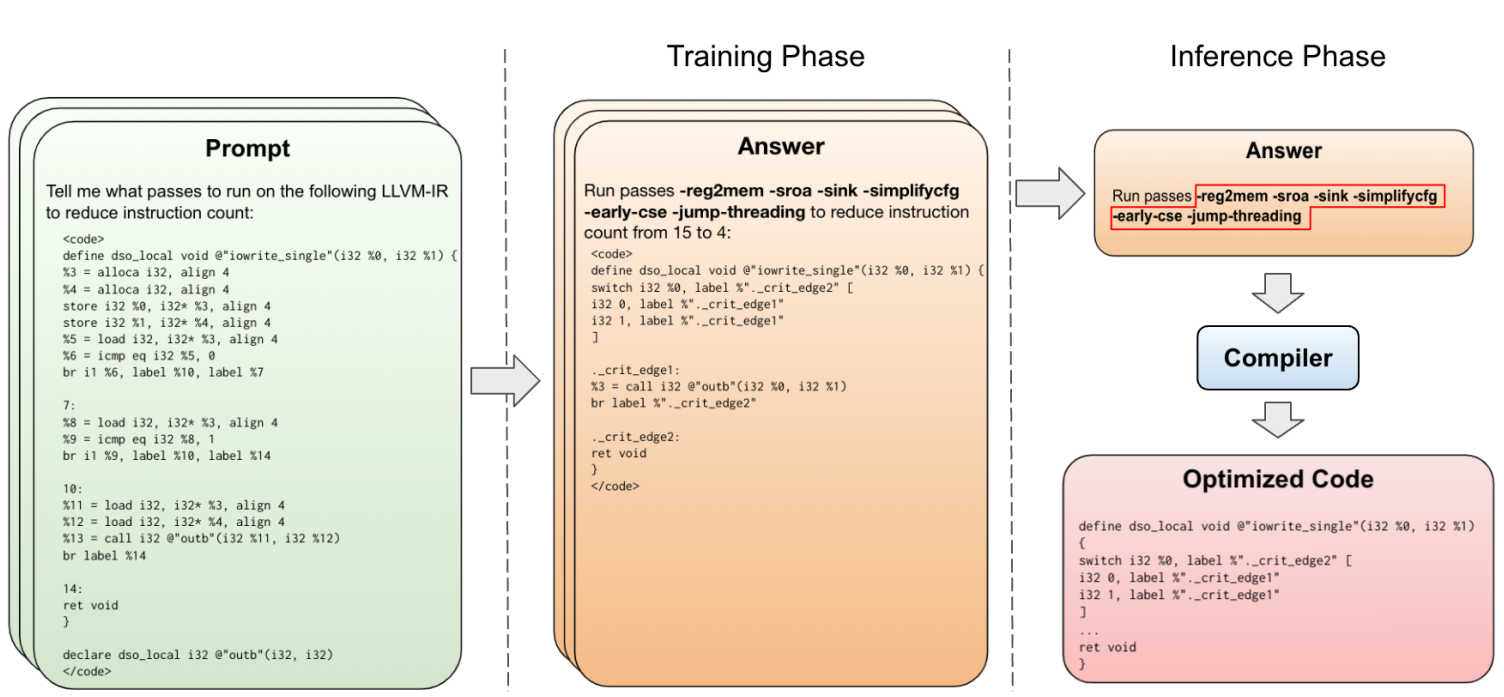 Training Phase
Inference Phase
Prompt
Tell me what passes to run on the following LLVM-IR
to reduce instruction count:
<code>
define dso_local void @"iowrite_single"(i32 %0, i32 %1) {
%3 = alloca i32, align 4
%4 = alloca i32, align 4
store i32 %0, i32* %3, align 4
store i32 %1, i32* %4, align 4
%5 = load i32, i32* %3, align 4
%6 = icmp eq i32 %5, 0
br i1 %6, label %10, label %7

7:
%8 = load i32, i32* %3, align 4
%9 = icmp eq i32 %8, 1
br i1 %9, label %10, label %14

10:
%11 = load i32, i32* %3, align 4
%12 = load i32, i32* %4, align 4
%13 = call i32 @"outb"(i32 %11, i32 %12)
br label %14

14:
ret void
}

declare dso_local i32 @"outb"(i32, i32)
</code>
Answer
Run passes -reg2mem -sroa -sink -simplifycfg
-early-cse -jump-threading to reduce instruction
count from 15 to 4:
<code>
define dso_local void @"iowrite_single"(i32 %0, i32 %1) {
switch i32 %0, label %"._crit_edge2" [
i32 0, label %"._crit_edge1"
i32 1, label %"._crit_edge1"
]

._crit_edge1:
%3 = call i32 @"outb"(i32 %0, i32 %1)
br label %"._crit_edge2"

._crit_edge2:
ret void
}
</code>
Answer
Run passes -reg2mem -sroa -sink -simplifycfg
-early-cse -jump-threading
Compiler
Optimized Code
define dso_local void @"iowrite_single"(i32 %0, i32 %1)
{
switch i32 %0, label %"._crit_edge2" [
i32 0, label %"._crit_edge1"
i32 1, label %"._crit_edge1"
]
...
ret void
}